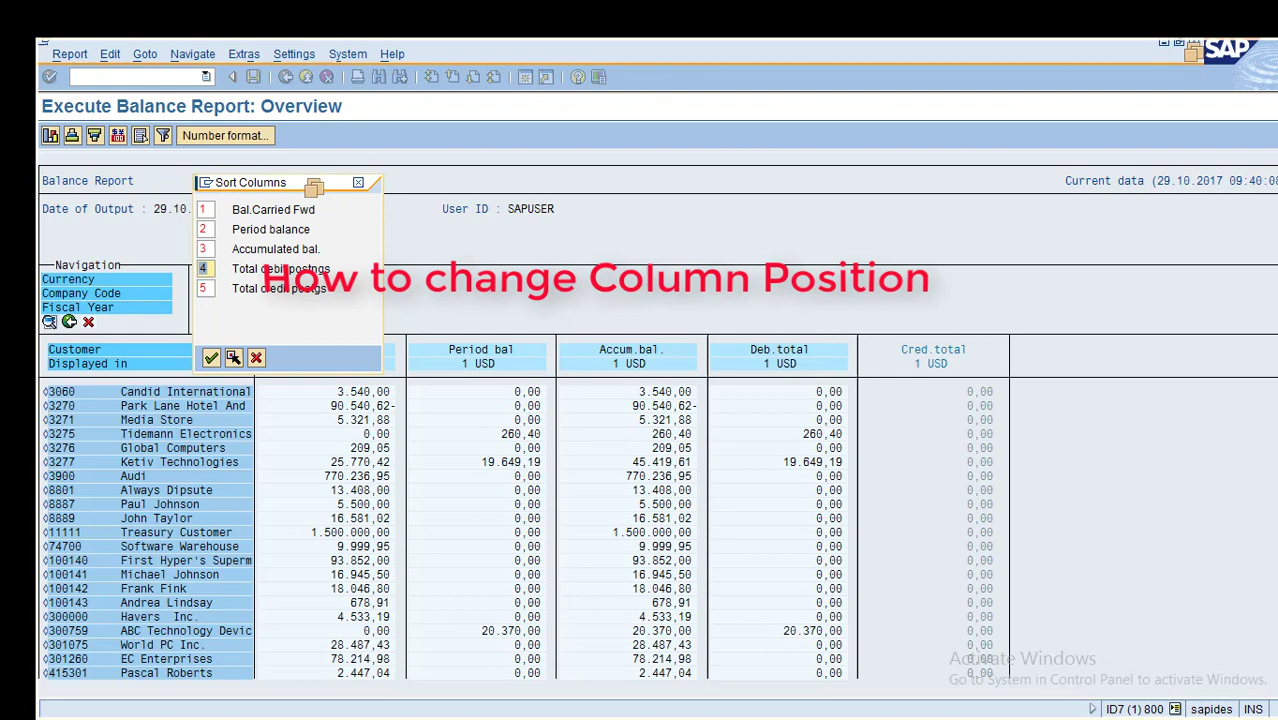 Report Edit Goto Navigate Extras Settings System Help
SAP
Execute Balance Report: Overview
Number format...
Balance Report
Current data (29.10.2017 09:40:08
Date of Output : 29.10.
User ID : SAPUSER
Sort Columns
1 Bal.Carried Fwd
2 Period balance
3 Accumulated bal.
4 Total debit postngs
5 Total credit postgs
How to change Column Position
Navigation
Currency
Company Code
Fiscal Year
Customer Period bal Accum.bal. Deb.total Cred.total
Displayed in 1 USD 1 USD 1 USD 1 USD
◊3060 Candid International 3.540,00 0,00 3.540,00 0,00 0,00
◊3270 Park Lane Hotel And 90.540,62- 0,00 90.540,62- 0,00 0,00
◊3271 Media Store 5.321,88 0,00 5.321,88 0,00 0,00
◊3275 Tidemann Electronics 0,00 260,40 260,40 260,40 0,00
◊3276 Global Computers 209,05 0,00 209,05 0,00 0,00
◊3277 Ketiv Technologies 25.770,42 19.649,19 45.419,61 19.649,19 0,00
◊3900 Audi 770.236,95 0,00 770.236,95 0,00 0,00
◊8801 Always Dipsute 13.408,00 0,00 13.408,00 0,00 0,00
◊8887 Paul Johnson 5.500,00 0,00 5.500,00 0,00 0,00
◊8889 John Taylor 16.581,02 0,00 16.581,02 0,00 0,00
◊11111 Treasury Customer 1.500.000,00 0,00 1.500.000,00 0,00 0,00
◊74700 Software Warehouse 9.999,95 0,00 9.999,95 0,00 0,00
◊100140 First Hyper's Superm 93.852,00 0,00 93.852,00 0,00 0,00
◊100141 Michael Johnson 16.945,50 0,00 16.945,50 0,00 0,00
◊100142 Frank Fink 18.046,80 0,00 18.046,80 0,00 0,00
◊100143 Andrea Lindsay 678,91 0,00 678,91 0,00 0,00
◊300000 Havers Inc. 4.533,19 0,00 4.533,19 0,00 0,00
◊300759 ABC Technology Devic 0,00 20.370,00 20.370,00 20.370,00 0,00
◊301075 World PC Inc. 28.487,43 0,00 28.487,43 0,00 0,00
◊301260 EC Enterprises 78.214,98 0,00 78.214,98 0,00 0,00
◊415301 Pascal Roberts 2.447,04 0,00 2.447,04 0,00 0,00
Activate Windows
Go to System in Control Panel to activate Windows.
ID7 (1) 800 sapides INS